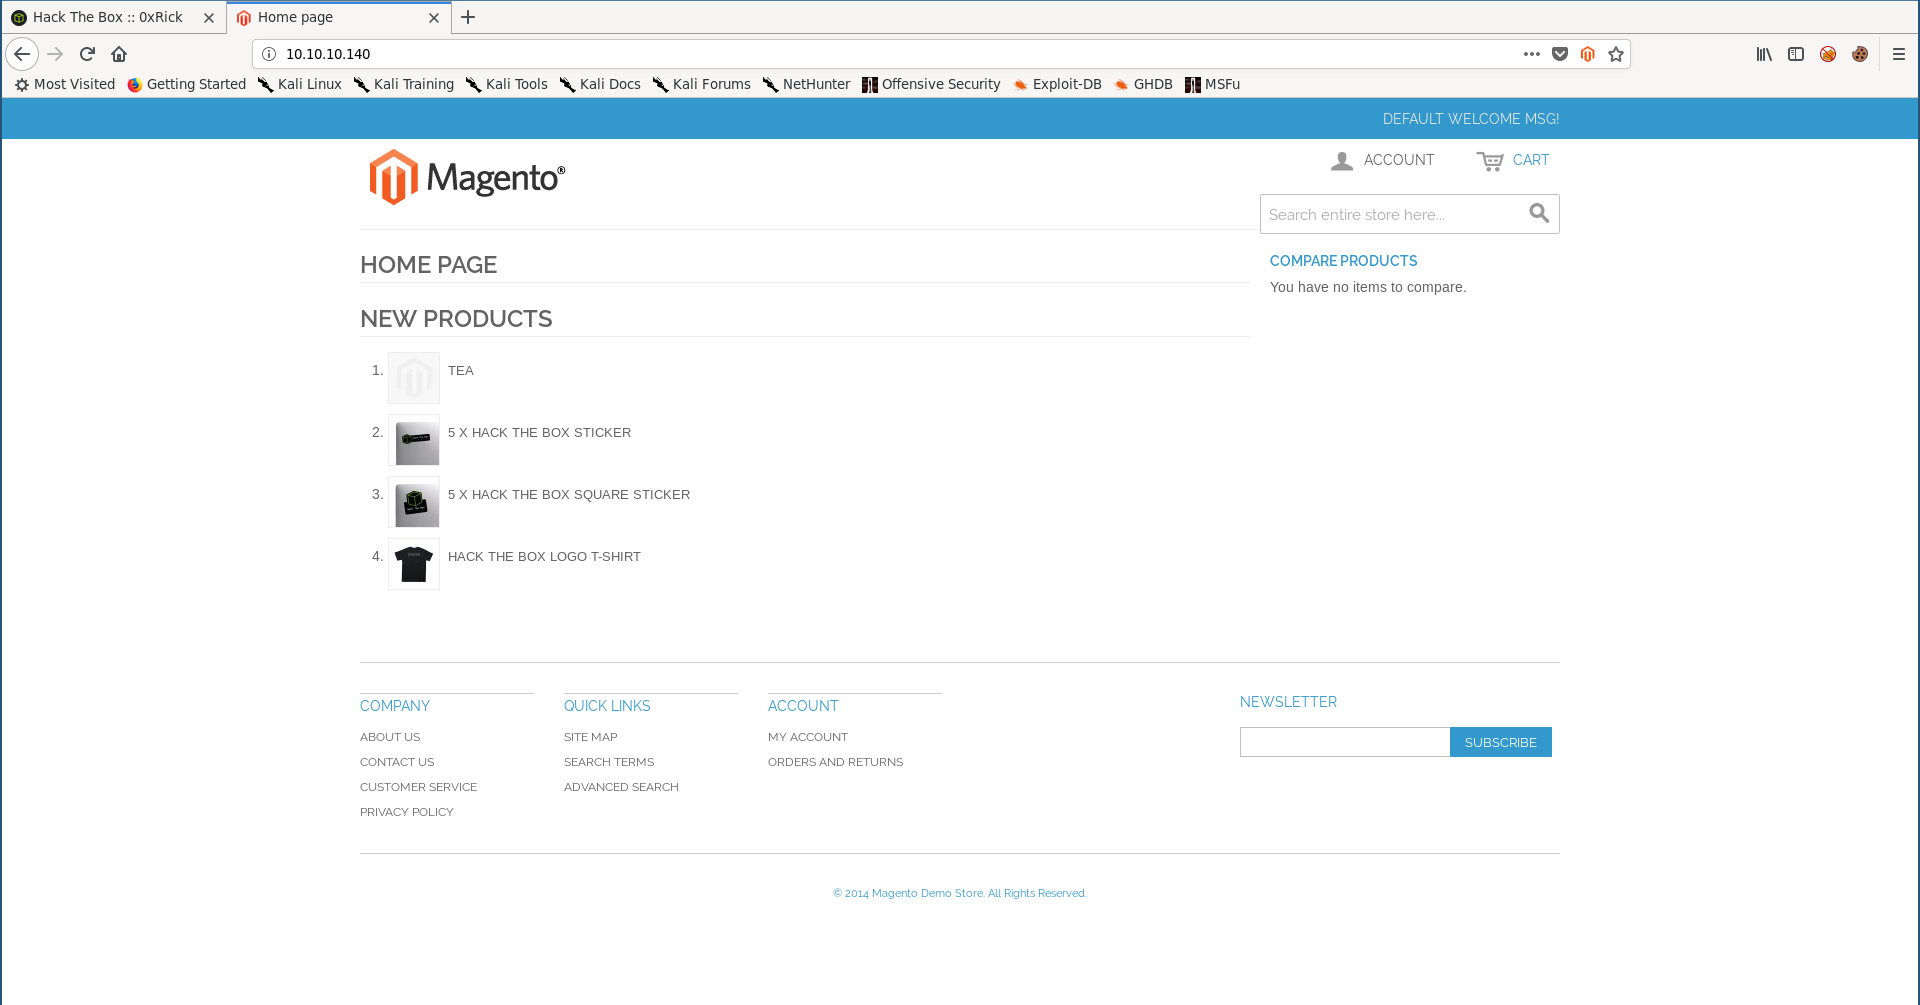 Hack The Box :: 0xRick
Home page
10.10.10.140
Most Visited Getting Started Kali Linux Kali Training Kali Tools Kali Docs Kali Forums NetHunter Offensive Security Exploit-DB GHDB MSFu
DEFAULT WELCOME MSG!
Magento®
ACCOUNT CART
Search entire store here...
HOME PAGE
COMPARE PRODUCTS
You have no items to compare.
NEW PRODUCTS
1. TEA
2. 5 X HACK THE BOX STICKER
3. 5 X HACK THE BOX SQUARE STICKER
4. HACK THE BOX LOGO T-SHIRT
COMPANY
ABOUT US
CONTACT US
CUSTOMER SERVICE
PRIVACY POLICY
QUICK LINKS
SITE MAP
SEARCH TERMS
ADVANCED SEARCH
ACCOUNT
MY ACCOUNT
ORDERS AND RETURNS
NEWSLETTER
SUBSCRIBE
© 2014 Magento Demo Store. All Rights Reserved.